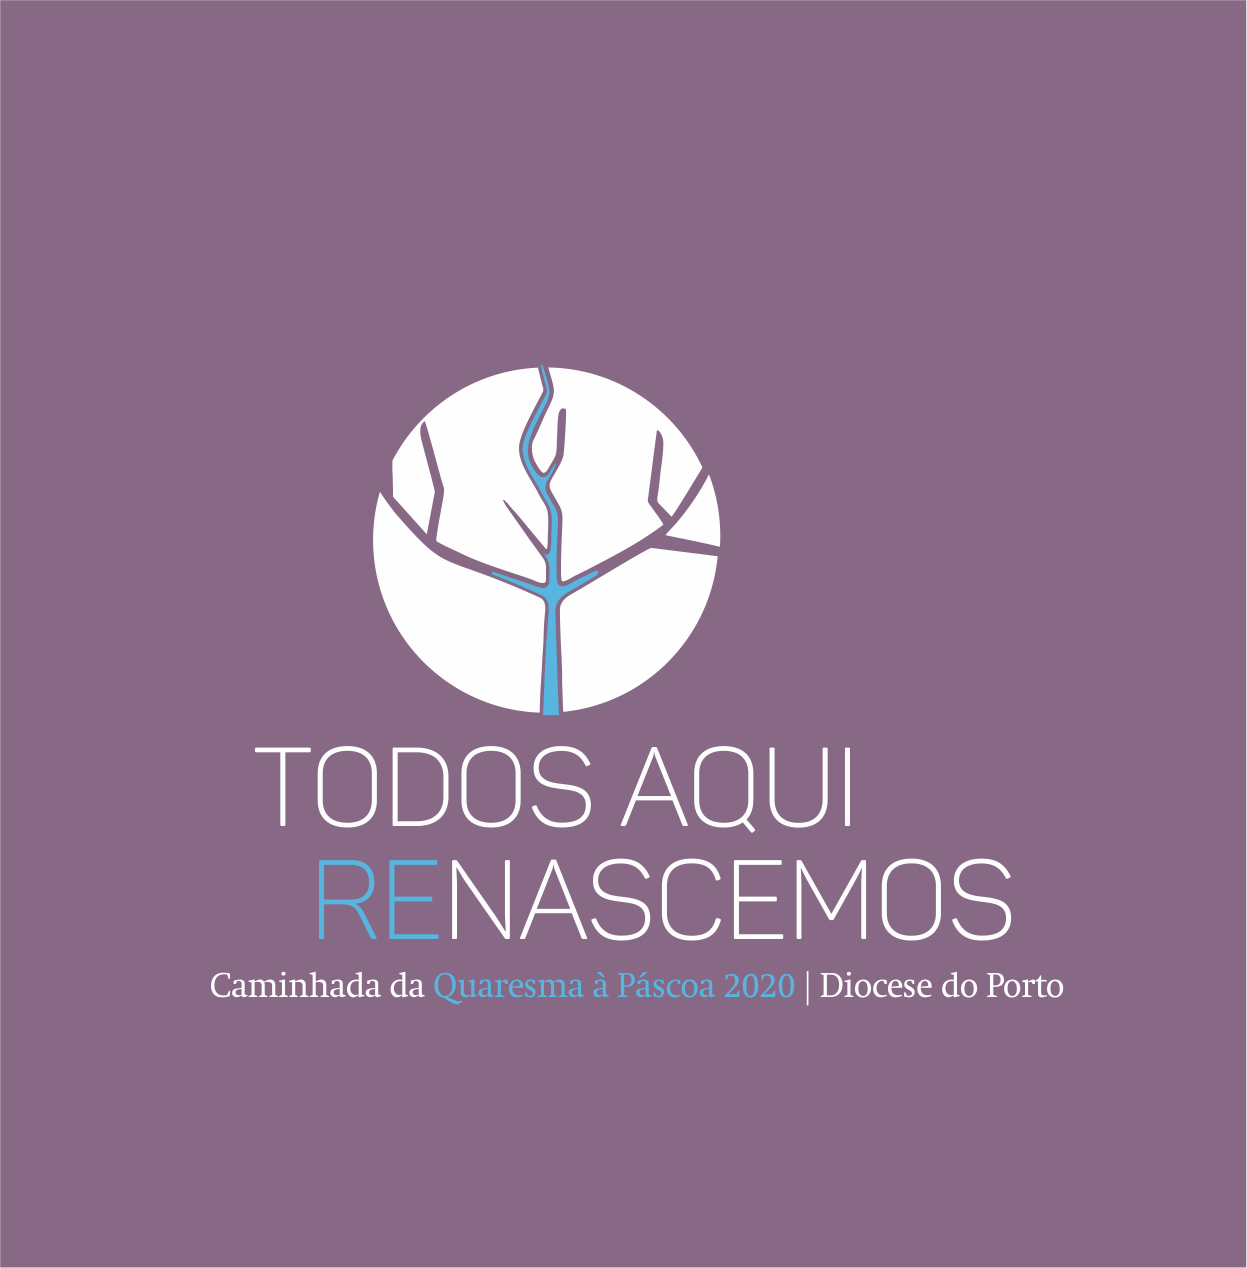 TODOS AQUI
RENASCEMOS
Caminhada da Quaresma à Páscoa 2020 | Diocese do Porto